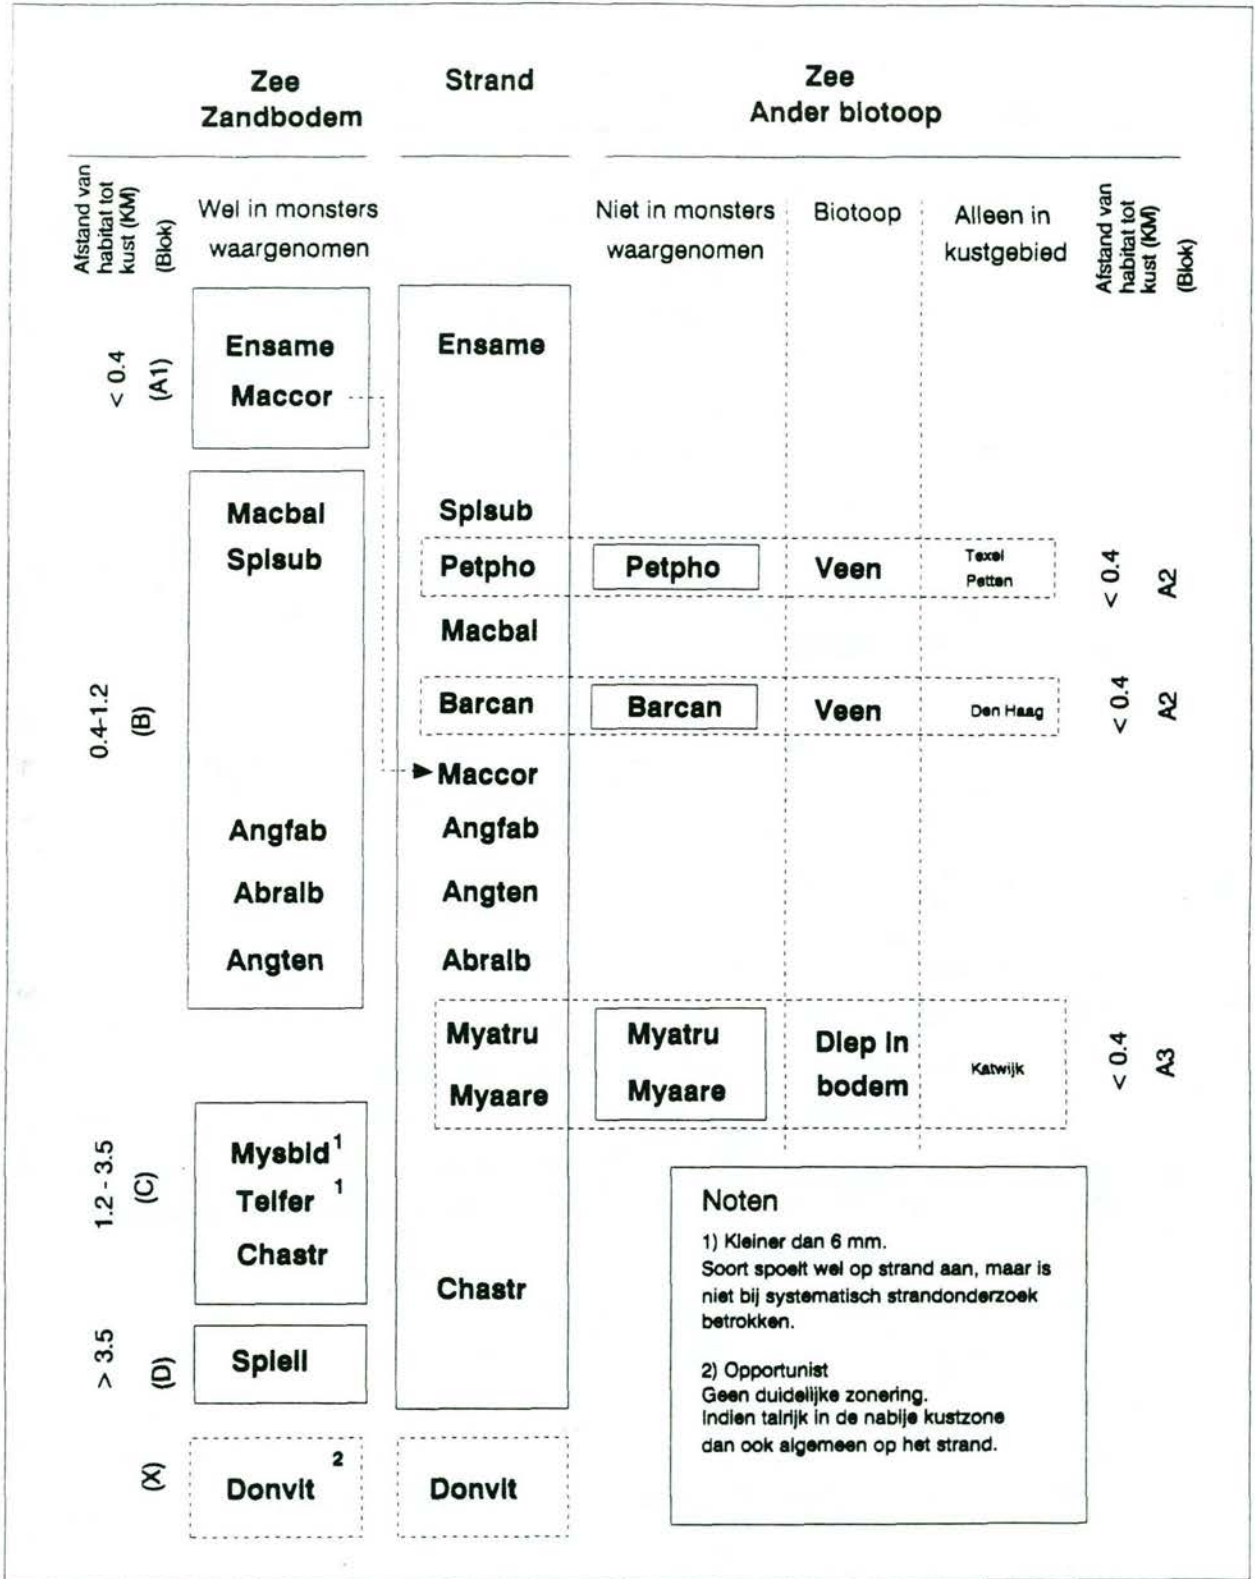 Zee
Zandbodem
Strand
Zee
Ander biotoop
Afstand van
habitat tot
kust (KM)
(Blok)
Wel in monsters
waargenomen
Niet in monsters
waargenomen
Biotoop
Alleen in
kustgebied
Afstand van
habitat tot
kust (KM)
(Blok)
< 0.4
(A1)
Ensame
Maccor
Ensame
0.4-1.2
(B)
Macbal
Splsub
Angfab
Abralb
Angten
Splsub
Petpho
Petpho
Veen
Texel
Petten
< 0.4
A2
Macbal
Barcan
Barcan
Veen
Den Haag
< 0.4
A2
Maccor
Angfab
Angten
Abralb
Myatru
Myaare
Myatru
Myaare
Diep in
bodem
Katwijk
< 0.4
A3
1.2 - 3.5
(C)
Mysbid 1
Telfer 1
Chastr
Chastr
> 3.5
(D)
Spiell
(X)
Donvit 2
Donvit
Noten
1) Kleiner dan 6 mm.
Soort spoelt wel op strand aan, maar is
niet bij systematisch strandonderzoek
betrokken.
2) Opportunist
Geen duidelijke zonering.
Indien talrijk in de nabije kustzone
dan ook algemeen op het strand.